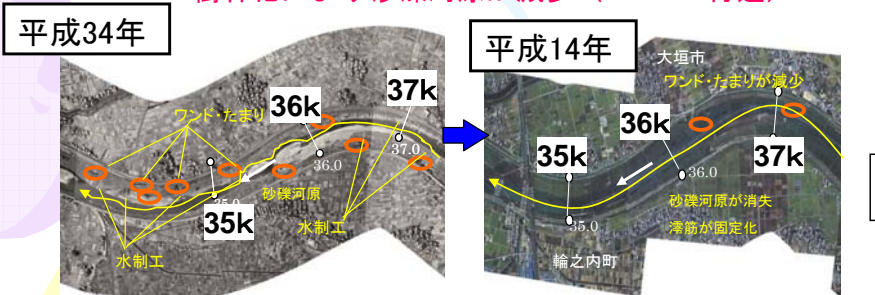 平成34年
平成14年
大垣市
ワンド・たまりが減少
ワンド・たまり
36k
37k
36.0
37.0
35.0
35k
砂礫河原
水制工
水制工
36k
35k
37k
36.0
35.0
砂礫河原が消失
澪筋が固定化
輪之内町